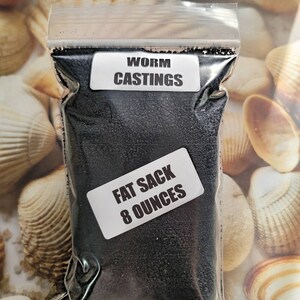 WORM
CASTINGS
FAT SACK
8 OUNCES